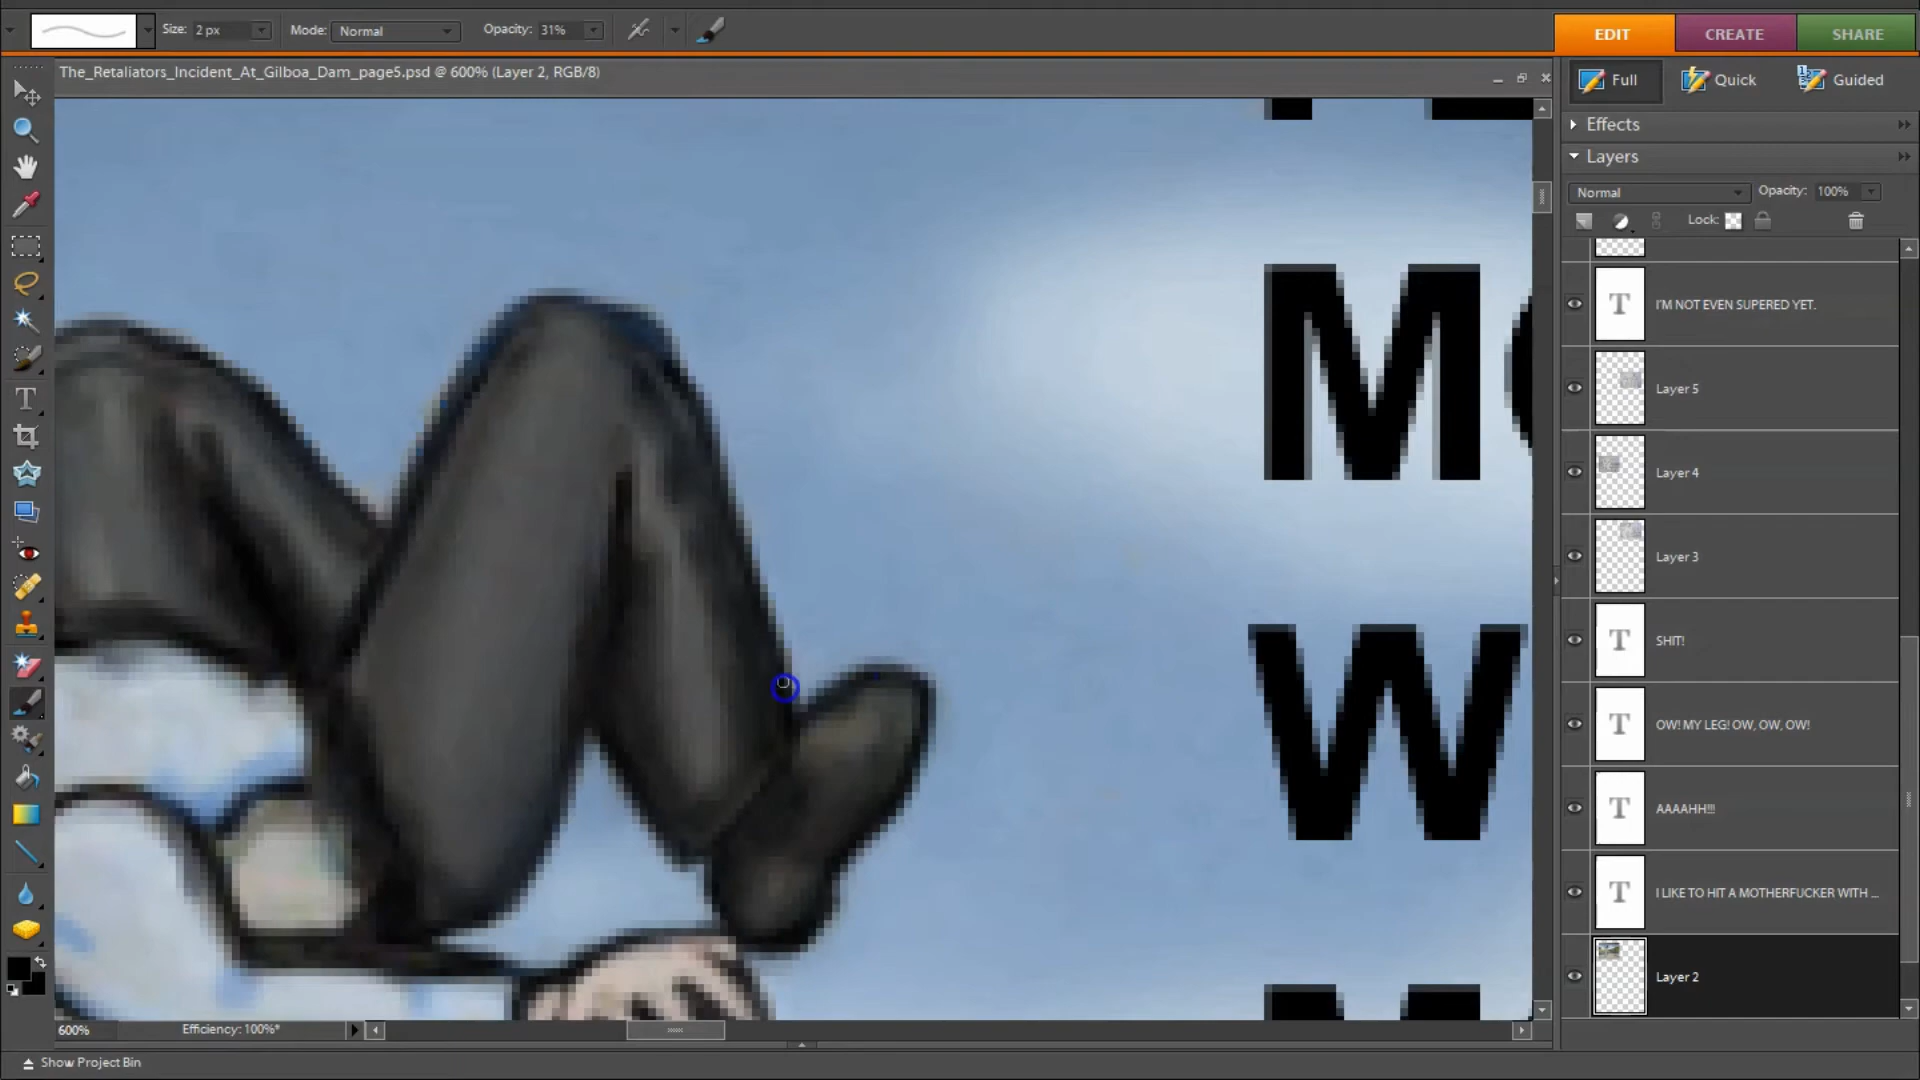 Size: 2 px
Mode: Normal
Opacity: 31%
EDIT
CREATE
SHARE
The_Retaliators_Incident_At_Gilboa_Dam_page5.psd @ 600% (Layer 2, RGB/8)
Full
Quick
Guided
Effects
Layers
Normal
Opacity: 100%
Lock:
T I'M NOT EVEN SUPERED YET.
Layer 5
Layer 4
Layer 3
T SHIT!
T OW! MY LEG! OW, OW, OW!
T AAAAHH!!!
T I LIKE TO HIT A MOTHERFUCKER WITH ...
Layer 2
M
W
600%
Efficiency: 100%*
Show Project Bin